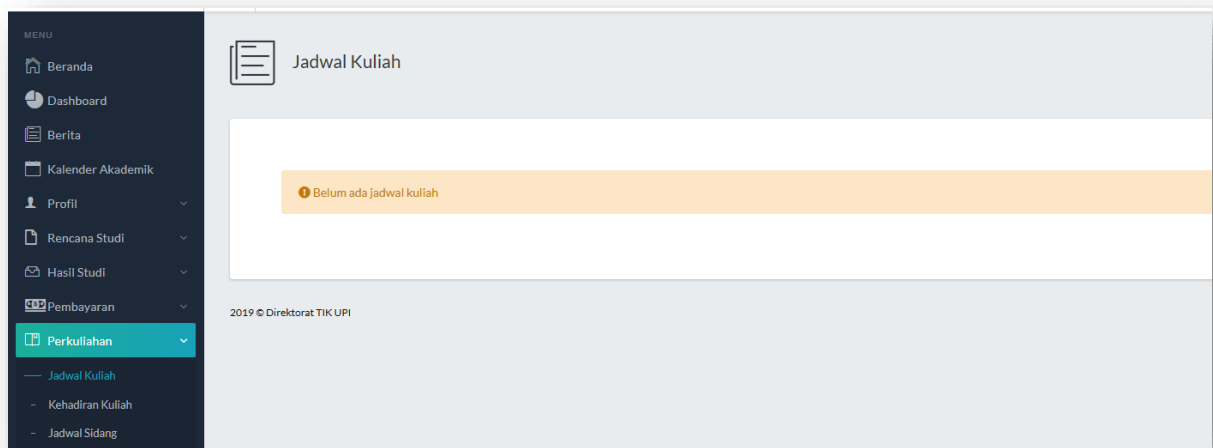 MENU
Beranda
Dashboard
Berita
Kalender Akademik
Profil
Rencana Studi
Hasil Studi
Pembayaran
Perkuliahan
Jadwal Kuliah
Kehadiran Kuliah
Jadwal Sidang
Jadwal Kuliah
Belum ada jadwal kuliah
2019 © Direktorat TIK UPI